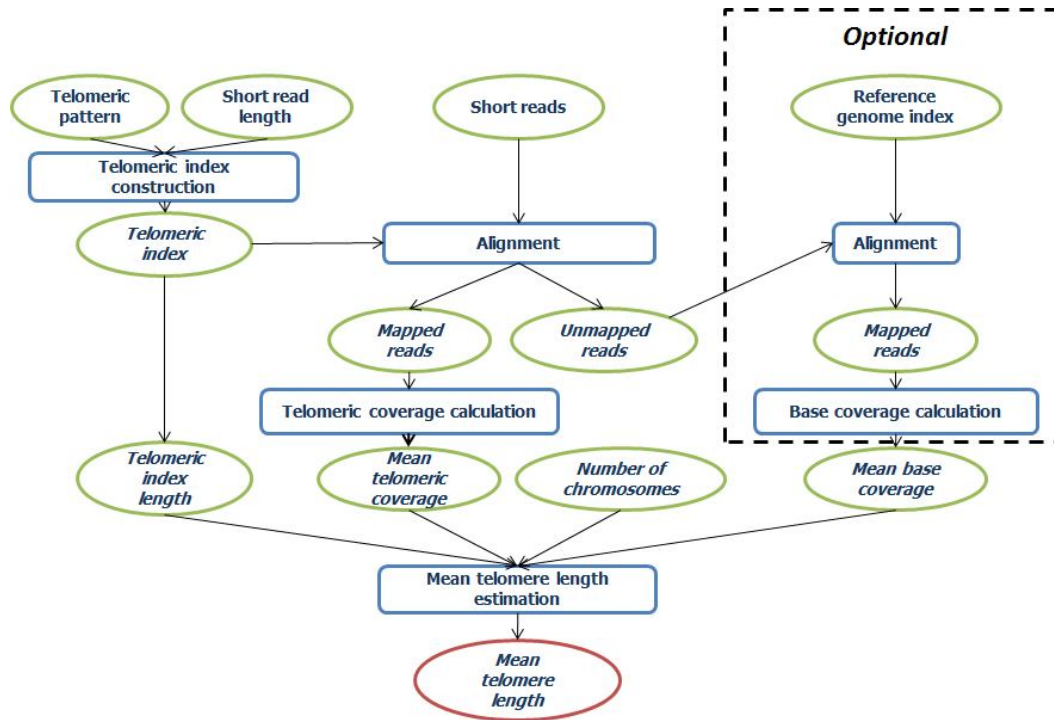 Optional
Telomeric
pattern
Short read
length
Short reads
Reference
genome index
Telomeric index
construction
Telomeric
index
Alignment
Alignment
Mapped
reads
Unmapped
reads
Mapped
reads
Telomeric coverage calculation
Base coverage calculation
Telomeric
index
length
Mean
telomeric
coverage
Number of
chromosomes
Mean base
coverage
Mean telomere length
estimation
Mean
telomere
length